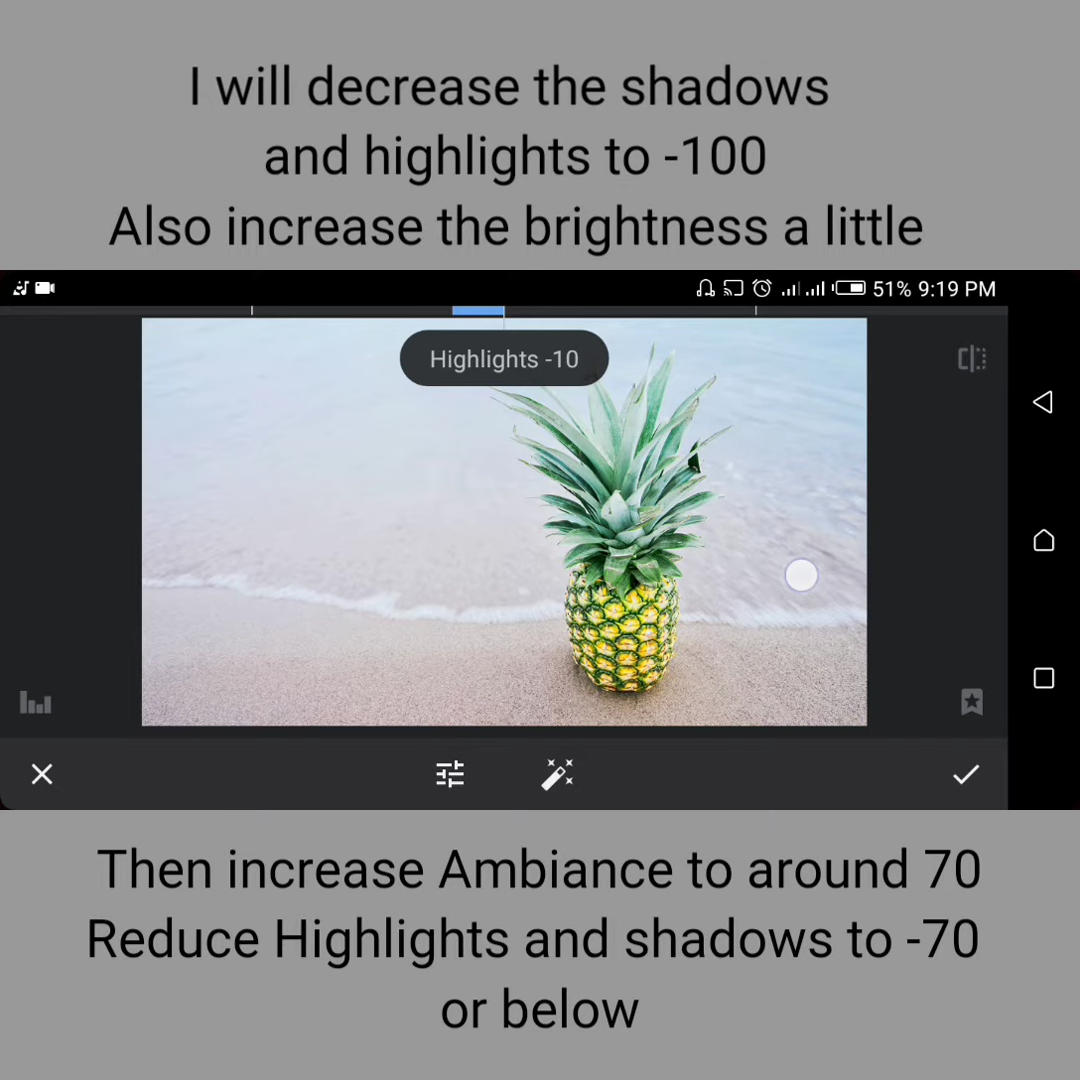 I will decrease the shadows
and highlights to -100
Also increase the brightness a little
51% 9:19 PM
Highlights -10
Then increase Ambiance to around 70
Reduce Highlights and shadows to -70
or below